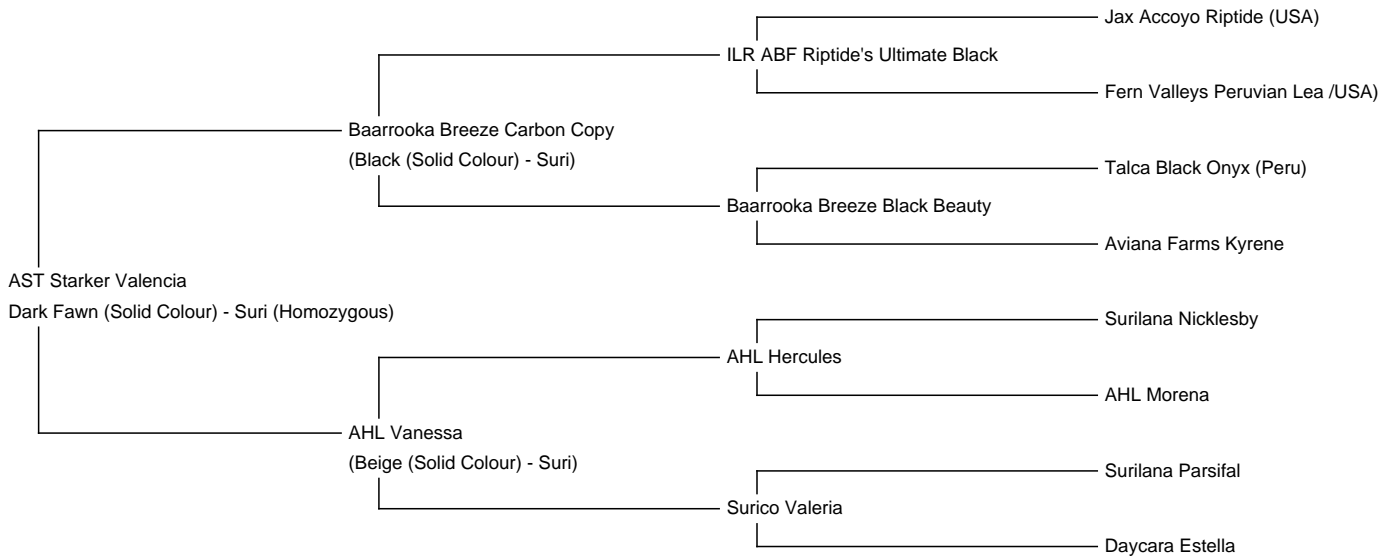 Jax Accoyo Riptide (USA)
ILR ABF Riptide's Ultimate Black
Fern Valleys Peruvian Lea /USA)
Baarrooka Breeze Carbon Copy
(Black (Solid Colour) - Suri)
Talca Black Onyx (Peru)
Baarrooka Breeze Black Beauty
Aviana Farms Kyrene
AST Starker Valencia
Dark Fawn (Solid Colour) - Suri (Homozygous)
Surilana Nicklesby
AHL Hercules
AHL Morena
AHL Vanessa
(Beige (Solid Colour) - Suri)
Surilana Parsifal
Surico Valeria
Daycara Estella